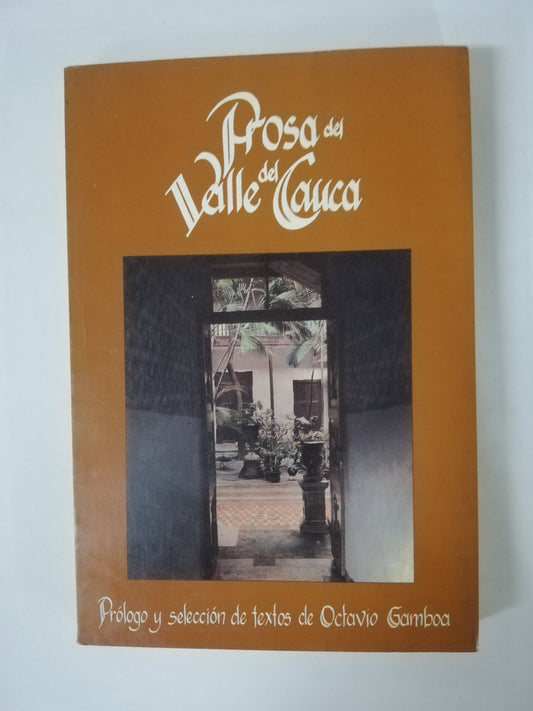 Prosa del
Valle del Cauca
Prólogo y selección de textos de Octavio Gamboa